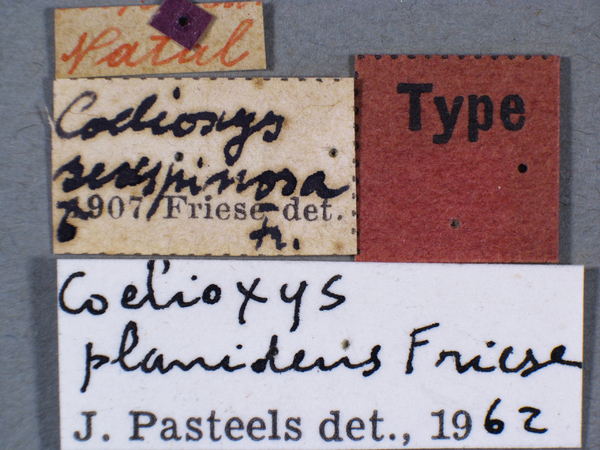 Natal
Coelioxys
sexspinosa
1907 Friese det.
Fr.
Type
Coelioxys
planidens Friese
J. Pasteels det., 1962